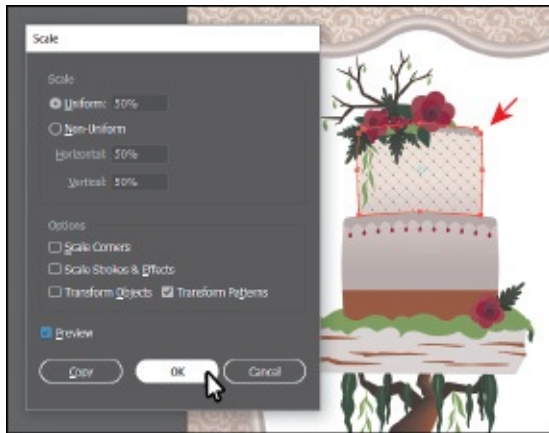 Scale
Scale
Uniform: 50%
Non-Uniform
Horizontal: 50%
Vertical: 50%
Options
Scale Corners
Scale Strokes & Effects
Transform Objects Transform Patterns
Preview
Copy OK Cancel